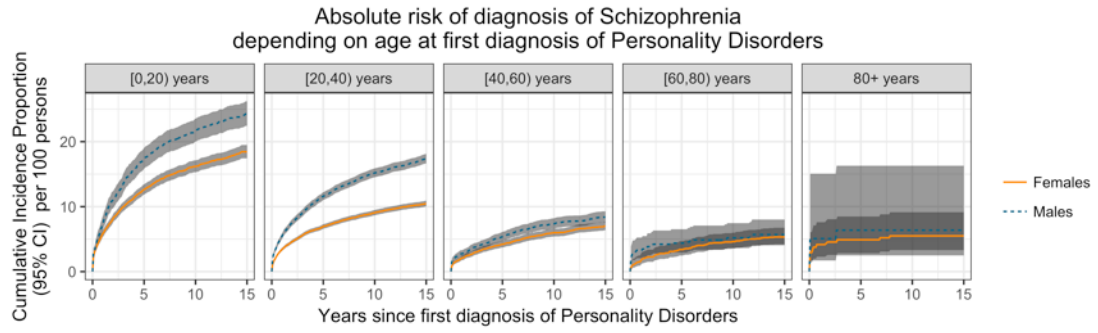 Absolute risk of diagnosis of Schizophrenia
depending on age at first diagnosis of Personality Disorders
Cumulative Incidence Proportion
(95% CI) per 100 persons
[0,20) years
[20,40) years
[40,60) years
[60,80) years
80+ years
20
10
0
0 5 10 15
0 5 10 15
0 5 10 15
0 5 10 15
0 5 10 15
Years since first diagnosis of Personality Disorders
Females
Males